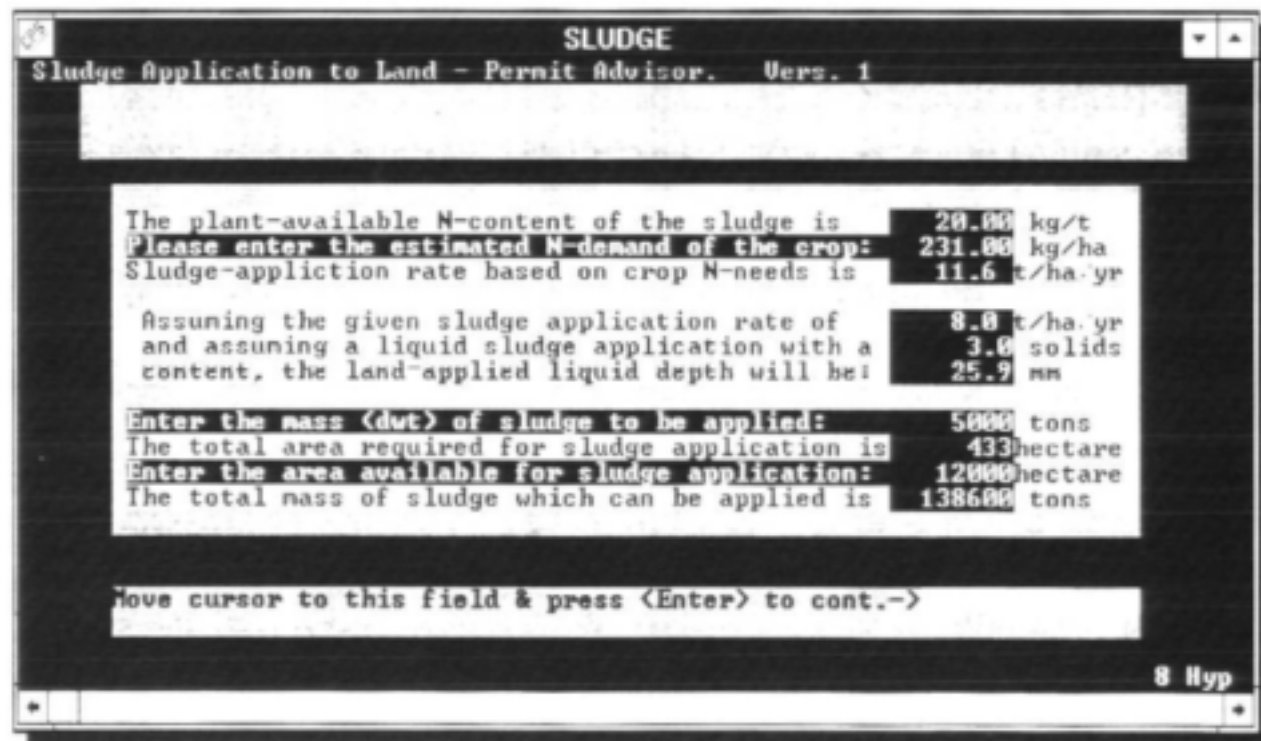 SLUDGE
Sludge Application to Land - Permit Advisor. Vers. 1
The plant-available N-content of the sludge is 20.00 kg/t
Please enter the estimated N-demand of the crop: 231.00 kg/ha
Sludge-appliction rate based on crop N-needs is 11.6 t/ha.yr
Assuming the given sludge application rate of 8.0 t/ha.yr
and assuming a liquid sludge application with a 3.0 solids
content, the land-applied liquid depth will be: 25.9 mm
Enter the mass (dwt) of sludge to be applied: 5000 tons
The total area required for sludge application is 433 hectare
Enter the area available for sludge application: 12000 hectare
The total mass of sludge which can be applied is 138600 tons
Move cursor to this field & press <Enter> to cont.->
8 Hyp